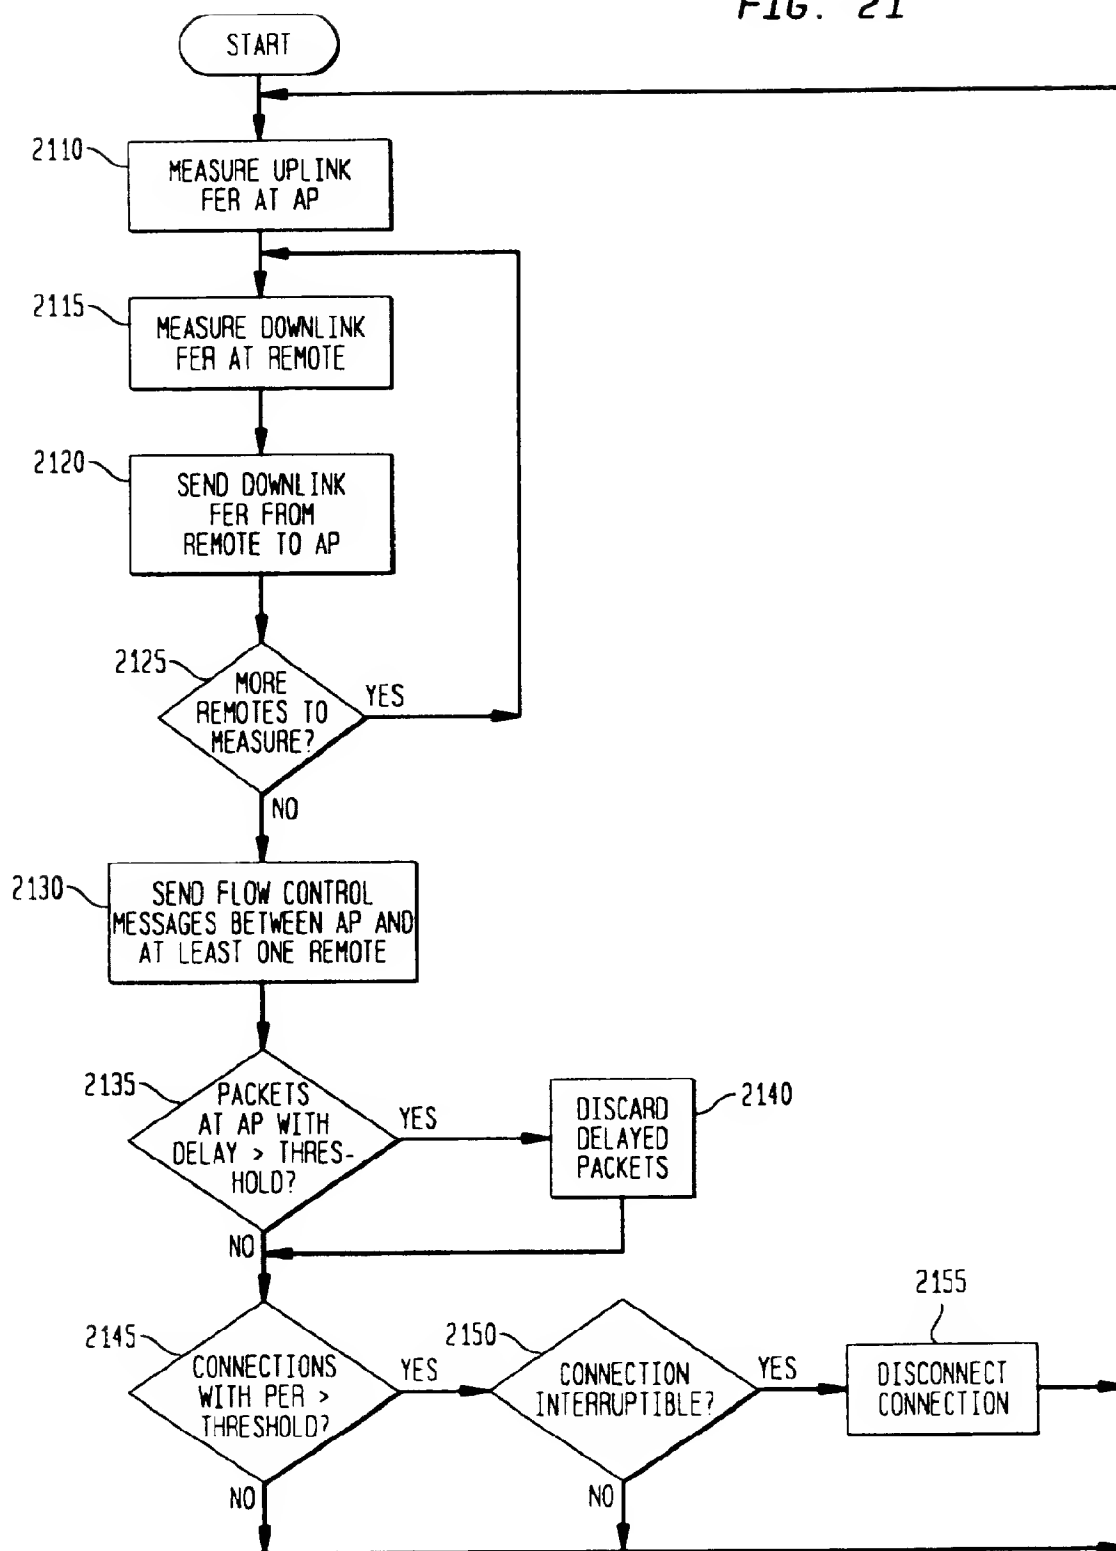 FIG. 21
START
2110
MEASURE UPLINK
FER AT AP
2115
MEASURE DOWNLINK
FER AT REMOTE
2120
SEND DOWNLINK
FER FROM
REMOTE TO AP
2125
MORE
REMOTES TO
MEASURE?
YES
NO
2130
SEND FLOW CONTROL
MESSAGES BETWEEN AP AND
AT LEAST ONE REMOTE
2135
PACKETS
AT AP WITH
DELAY > THRES-
HOLD?
YES
2140
DISCARD
DELAYED
PACKETS
NO
2145
CONNECTIONS
WITH PER >
THRESHOLD?
YES
2150
CONNECTION
INTERRUPTIBLE?
YES
2155
DISCONNECT
CONNECTION
NO
NO